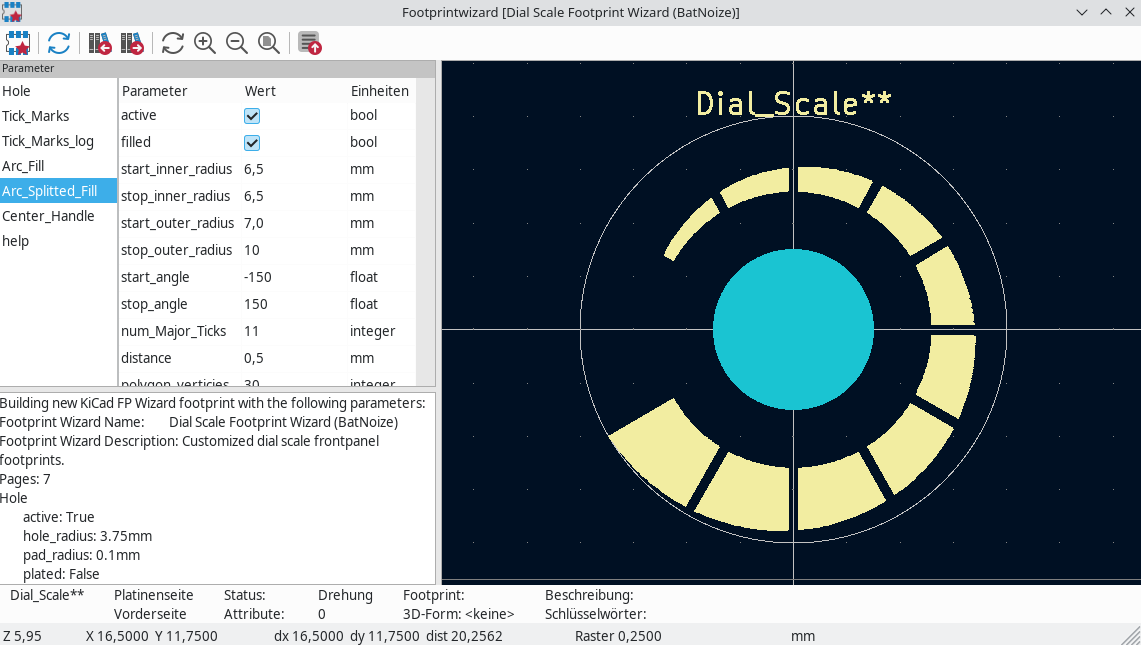 Footprintwizard [Dial Scale Footprint Wizard (BatNoize)]
Parameter
Hole
Tick_Marks
Tick_Marks_log
Arc_Fill
Arc_Splitted_Fill
Center_Handle
help
Parameter Wert Einheiten
active bool
filled bool
start_inner_radius 6,5 mm
stop_inner_radius 6,5 mm
start_outer_radius 7,0 mm
stop_outer_radius 10 mm
start_angle -150 float
stop_angle 150 float
num_Major_Ticks 11 integer
distance 0,5 mm
polygon_verticies 30 integer
Dial_Scale**
Building new KiCad FP Wizard footprint with the following parameters:
Footprint Wizard Name: Dial Scale Footprint Wizard (BatNoize)
Footprint Wizard Description: Customized dial scale frontpanel
footprints.
Pages: 7
Hole
active: True
hole_radius: 3.75mm
pad_radius: 0.1mm
plated: False
Dial_Scale** Platinenseite Status: Drehung Footprint: Beschreibung:
Vorderseite Attribute: 0 3D-Form: <keine> Schlüsselwörter:
Z 5,95 X 16,5000 Y 11,7500 dx 16,5000 dy 11,7500 dist 20,2562 Raster 0,2500 mm